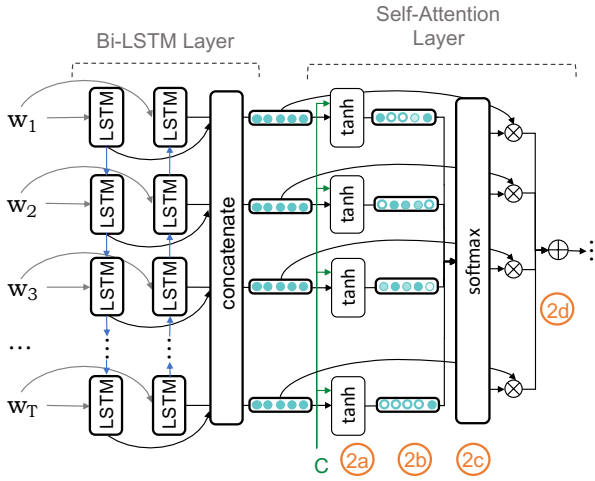 Self-Attention
Layer
Bi-LSTM Layer
w1
LSTM
LSTM
tanh
w2
LSTM
LSTM
tanh
w3
LSTM
LSTM
tanh
concatenate
softmax
2d
...
wT
LSTM
LSTM
tanh
C
2a
2b
2c